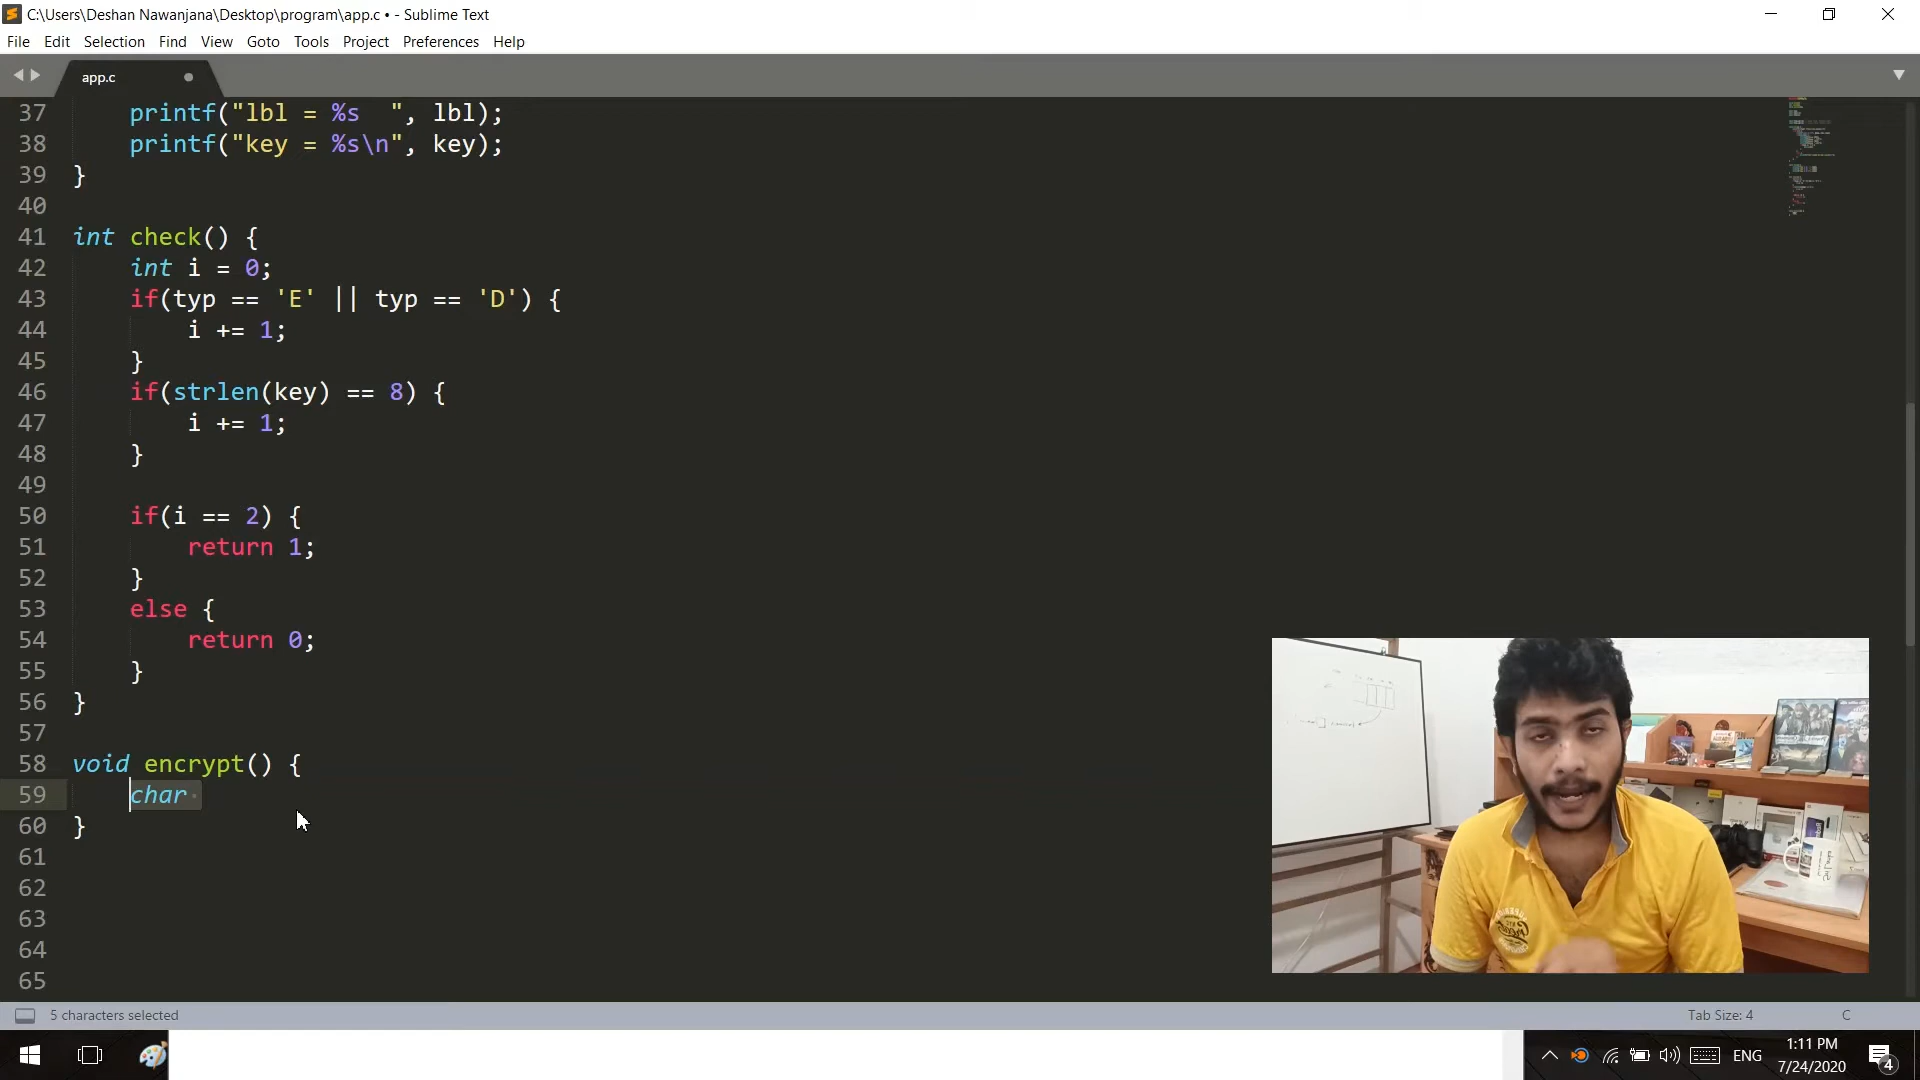 C:\Users\Deshan Nawanjana\Desktop\program\app.c • - Sublime Text
File Edit Selection Find View Goto Tools Project Preferences Help
app.c
37 printf("lbl = %s  ", lbl);
38 printf("key = %s\n", key);
39 }
40
41 int check() {
42 int i = 0;
43 if(typ == 'E' || typ == 'D') {
44 i += 1;
45 }
46 if(strlen(key) == 8) {
47 i += 1;
48 }
49
50 if(i == 2) {
51 return 1;
52 }
53 else {
54 return 0;
55 }
56 }
57
58 void encrypt() {
59 char
60 }
61
62
63
64
65
5 characters selected Tab Size: 4 C
ENG 1:11 PM
7/24/2020 4